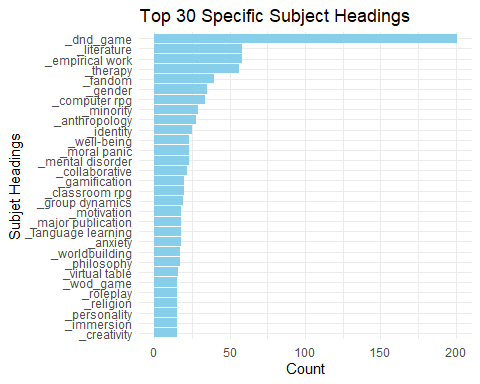 Top 30 Specific Subject Headings
_dnd_game
_literature
_empirical work
_therapy
_fandom
_gender
_computer rpg
_minority
_anthropology
_identity
_well-being
_moral panic
_mental disorder
_collaborative
_gamification
_classroom rpg
_group dynamics
_motivation
_major publication
_language learning
_anxiety
_worldbuilding
_philosophy
_virtual table
_wod_game
_roleplay
_religion
_personality
_immersion
_creativity
Subjet Headings
0 50 100 150 200
Count